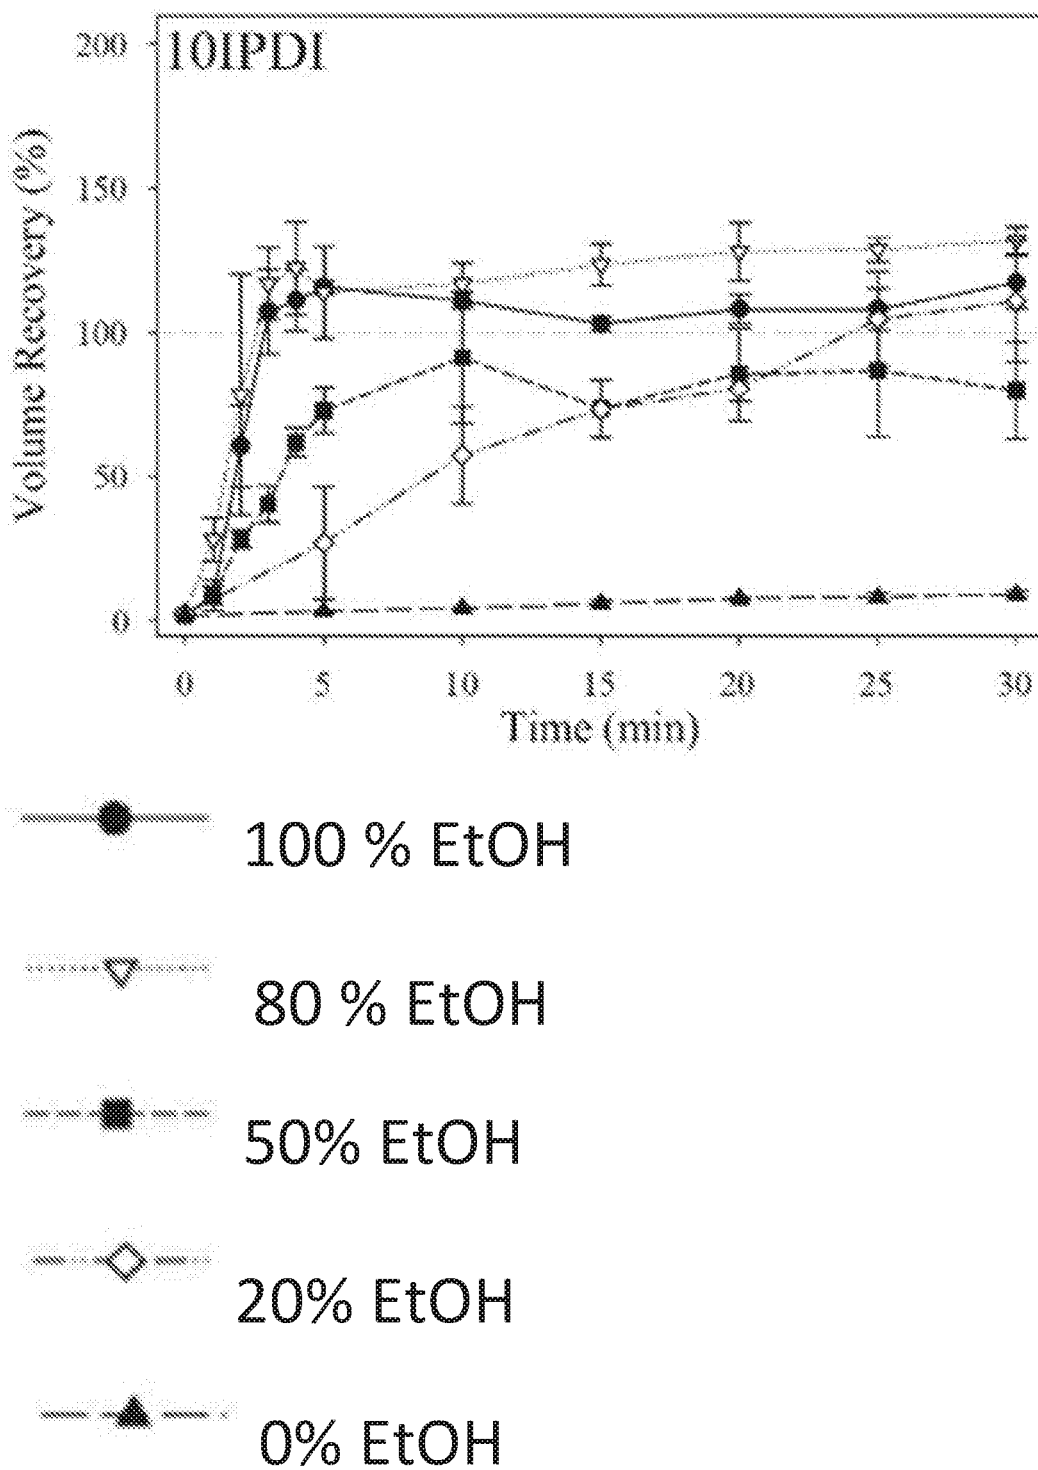 10IPDI
200
150
100
50
0
Volume Recovery (%)
0 5 10 15 20 25 30
Time (min)
100 % EtOH
80 % EtOH
50% EtOH
20% EtOH
0% EtOH